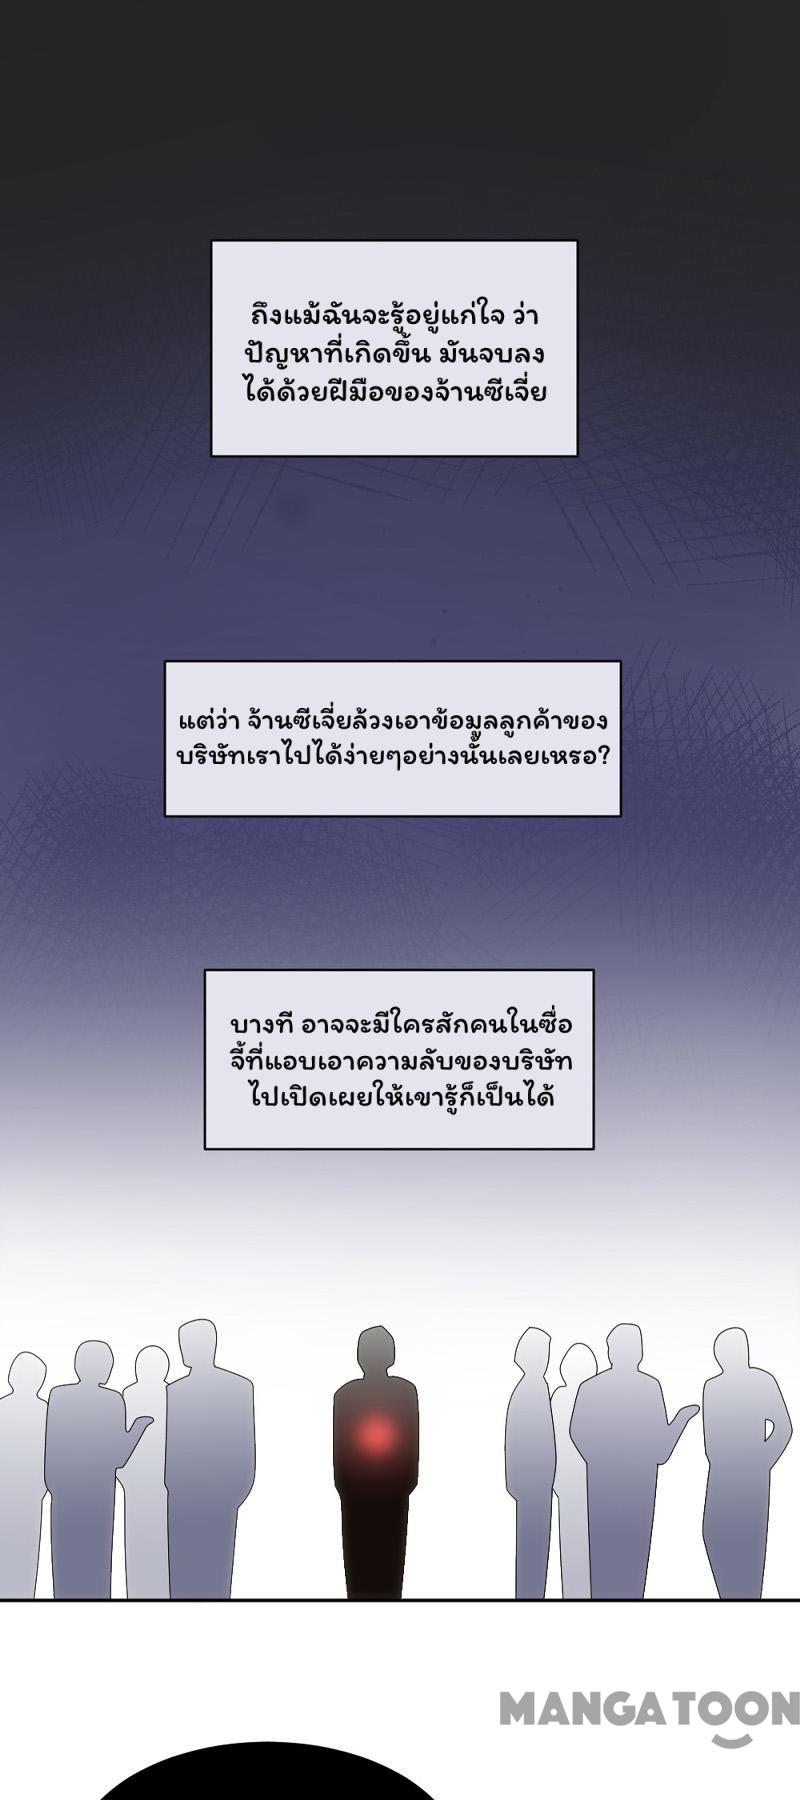 ถึงแม้ฉันจะรู้อยู่แก่ใจ ว่า
ปัญหาที่เกิดขึ้น มันจบลง
ได้ด้วยฝีมือของจ้านซีเจี่ย
แต่ว่า จ้านซีเจี่ยล้วงเอาข้อมูลลูกค้าของ
บริษัทเราไปได้ง่ายๆอย่างนั้นเลยเหรอ?
บางที อาจจะมีใครสักคนในซื่อ
จี้ที่แอบเอาความลับของบริษัท
ไปเปิดเผยให้เขารู้ก็เป็นได้
MANGATOON